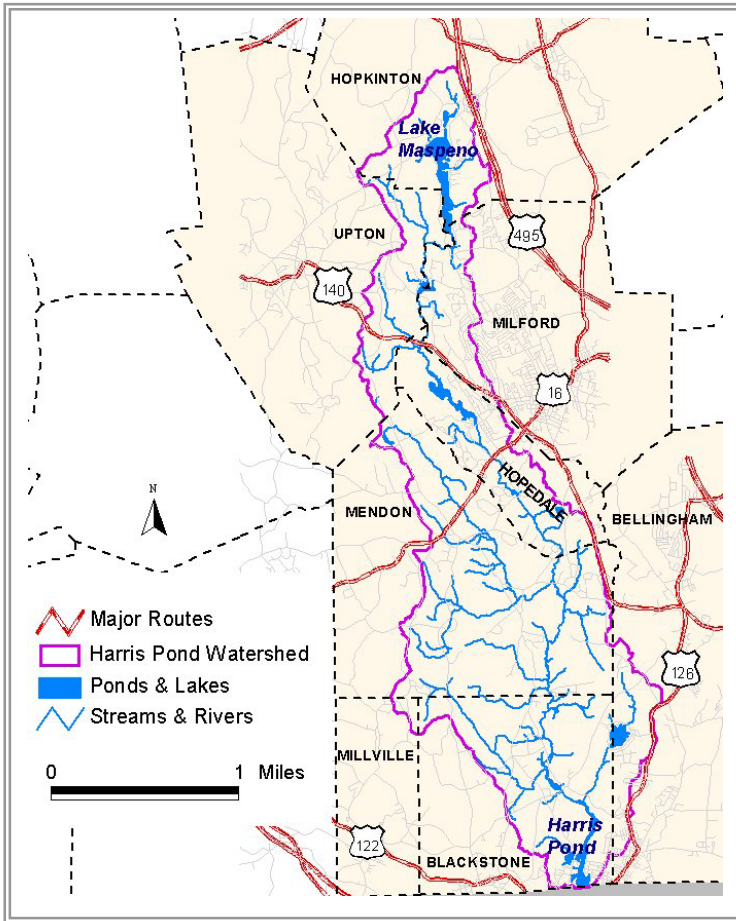 HOPKINTON
Lake
Maspeno
UPTON
495
140
MILFORD
16
HOPEDALE
MENDON
BELLINGHAM
N
Major Routes
Harris Pond Watershed
Ponds & Lakes
Streams & Rivers
126
MILLVILLE
0 1 Miles
Harris
Pond
122
BLACKSTONE